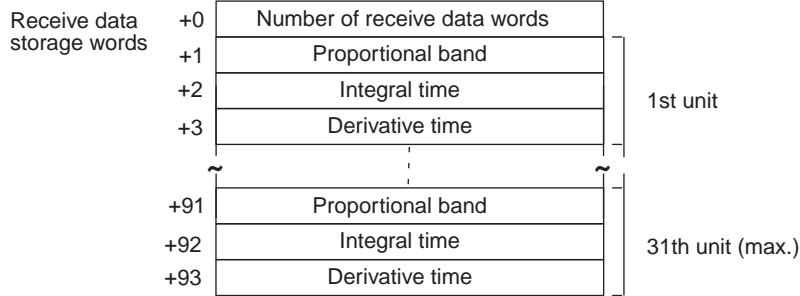 Receive data
storage words
+0 Number of receive data words
+1 Proportional band
+2 Integral time
+3 Derivative time
1st unit
~ ~
+91 Proportional band
+92 Integral time
+93 Derivative time
31th unit (max.)